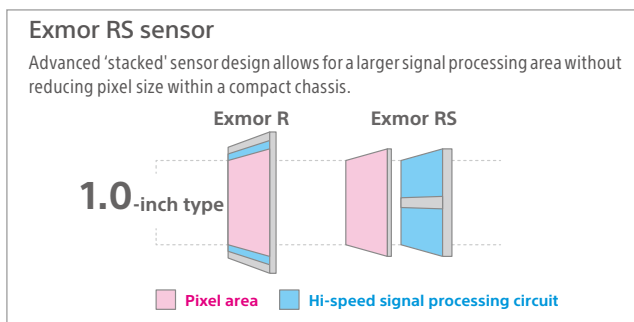 Exmor RS sensor
Advanced ‘stacked’ sensor design allows for a larger signal processing area without
reducing pixel size within a compact chassis.
Exmor R
Exmor RS
1.0-inch type
Pixel area
Hi-speed signal processing circuit